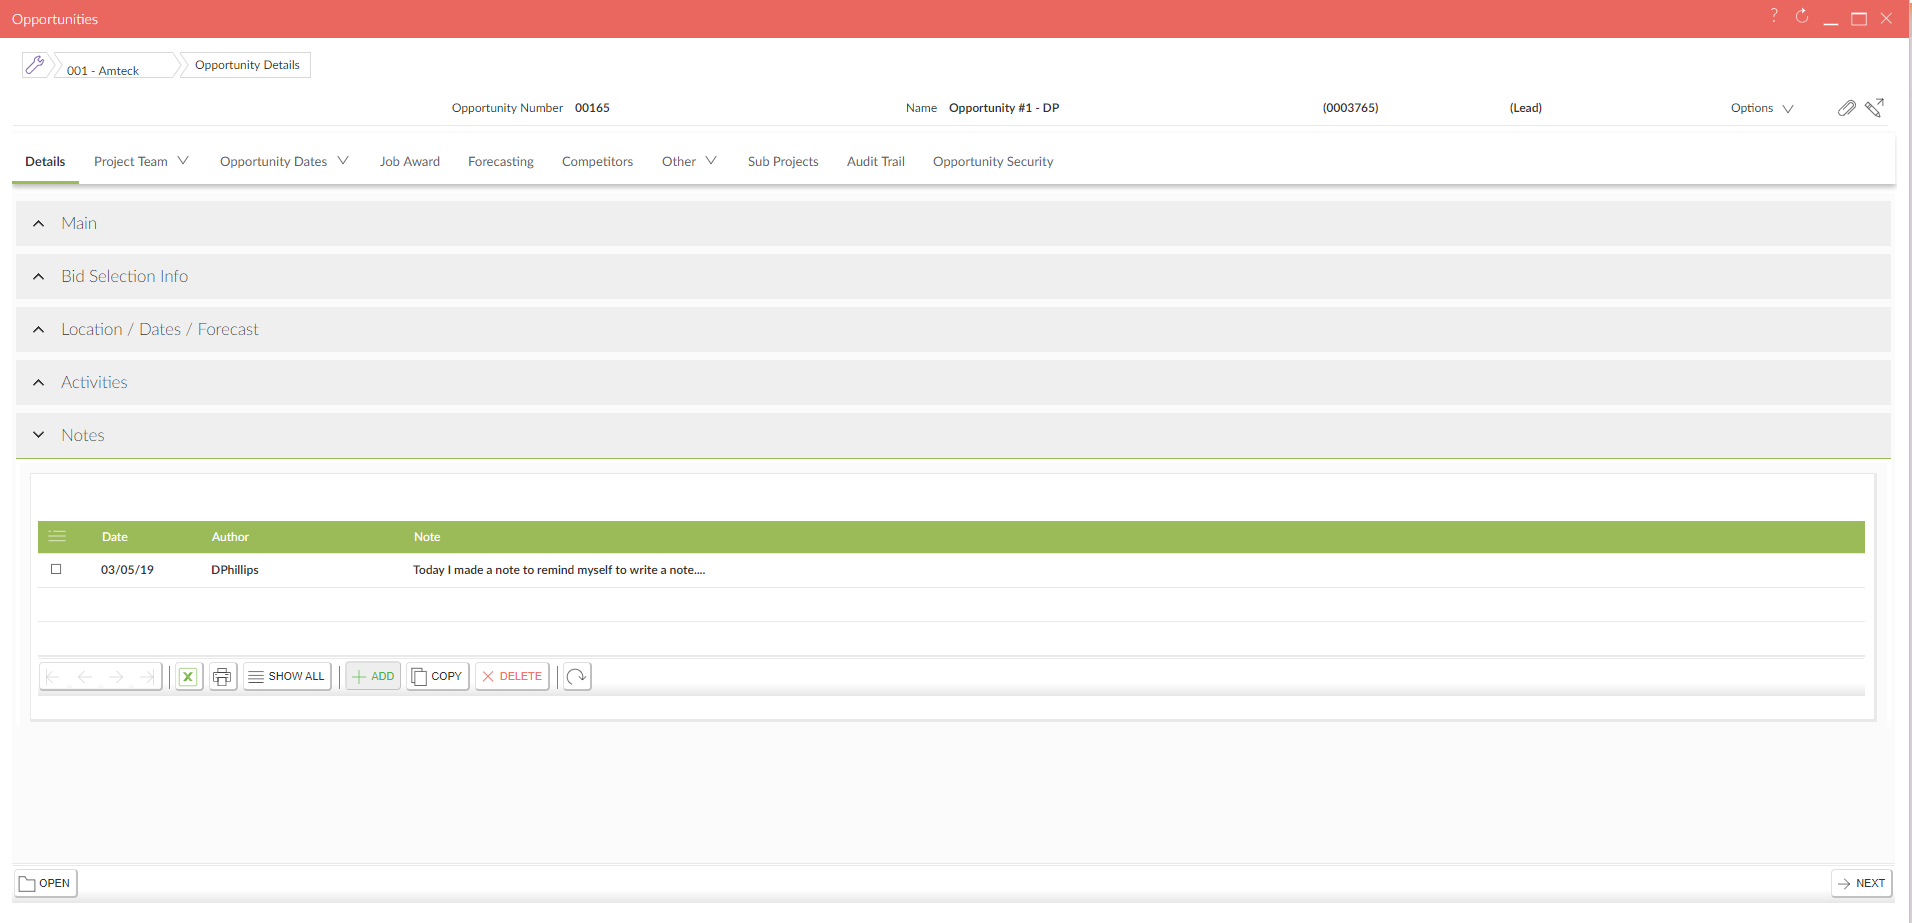 Opportunities
001 - Amteck
Opportunity Details
Opportunity Number 00165 Name Opportunity #1 - DP (0003765) (Lead) Options
Details Project Team Opportunity Dates Job Award Forecasting Competitors Other Sub Projects Audit Trail Opportunity Security
Main
Bid Selection Info
Location / Dates / Forecast
Activities
Notes
Date Author Note
03/05/19 DPhillips Today I made a note to remind myself to write a note....
SHOW ALL ADD COPY DELETE
OPEN NEXT